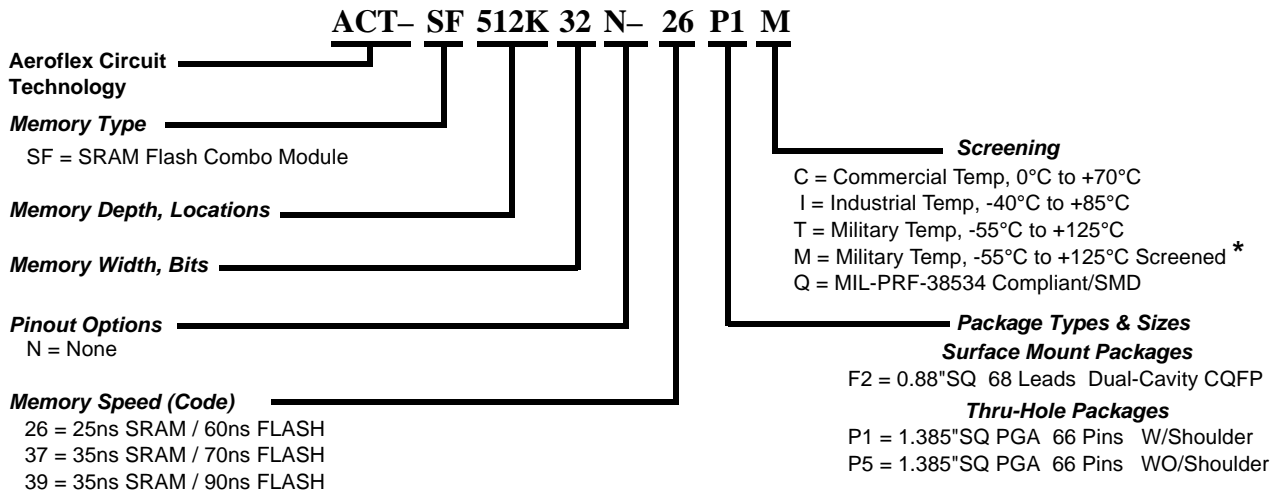 ACT– SF 512K 32 N– 26 P1 M
Aeroflex Circuit
Technology
Memory Type
SF = SRAM Flash Combo Module
Memory Depth, Locations
Memory Width, Bits
Pinout Options
N = None
Memory Speed (Code)
26 = 25ns SRAM / 60ns FLASH
37 = 35ns SRAM / 70ns FLASH
39 = 35ns SRAM / 90ns FLASH
Screening
C = Commercial Temp, 0°C to +70°C
I = Industrial Temp, -40°C to +85°C
T = Military Temp, -55°C to +125°C
M = Military Temp, -55°C to +125°C Screened *
Q = MIL-PRF-38534 Compliant/SMD
Package Types & Sizes
Surface Mount Packages
F2 = 0.88"SQ 68 Leads Dual-Cavity CQFP
Thru-Hole Packages
P1 = 1.385"SQ PGA 66 Pins W/Shoulder
P5 = 1.385"SQ PGA 66 Pins WO/Shoulder